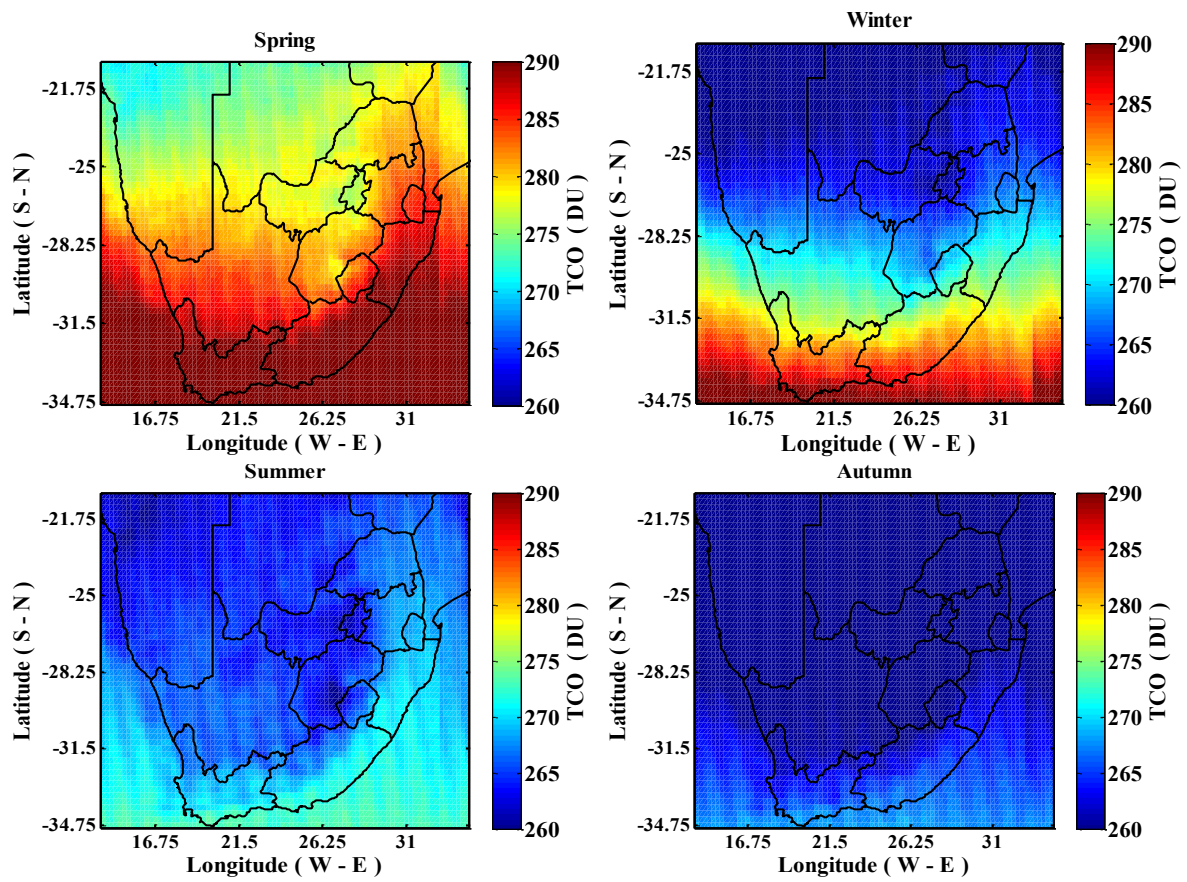 Spring
-21.75
-25
-28.25
-31.5
-34.75
16.75 21.5 26.25 31
Latitude ( S - N )
Longitude ( W - E )
290
285
280
275
270
265
260
TCO ( DU )
Winter
-21.75
-25
-28.25
-31.5
-34.75
16.75 21.5 26.25 31
Latitude ( S - N )
Longitude ( W - E )
290
285
280
275
270
265
260
TCO ( DU )
Summer
-21.75
-25
-28.25
-31.5
-34.75
16.75 21.5 26.25 31
Latitude ( S - N )
Longitude ( W - E )
290
285
280
275
270
265
260
TCO ( DU )
Autumn
-21.75
-25
-28.25
-31.5
-34.75
16.75 21.5 26.25 31
Latitude ( S - N )
Longitude ( W - E )
290
285
280
275
270
265
260
TCO ( DU )